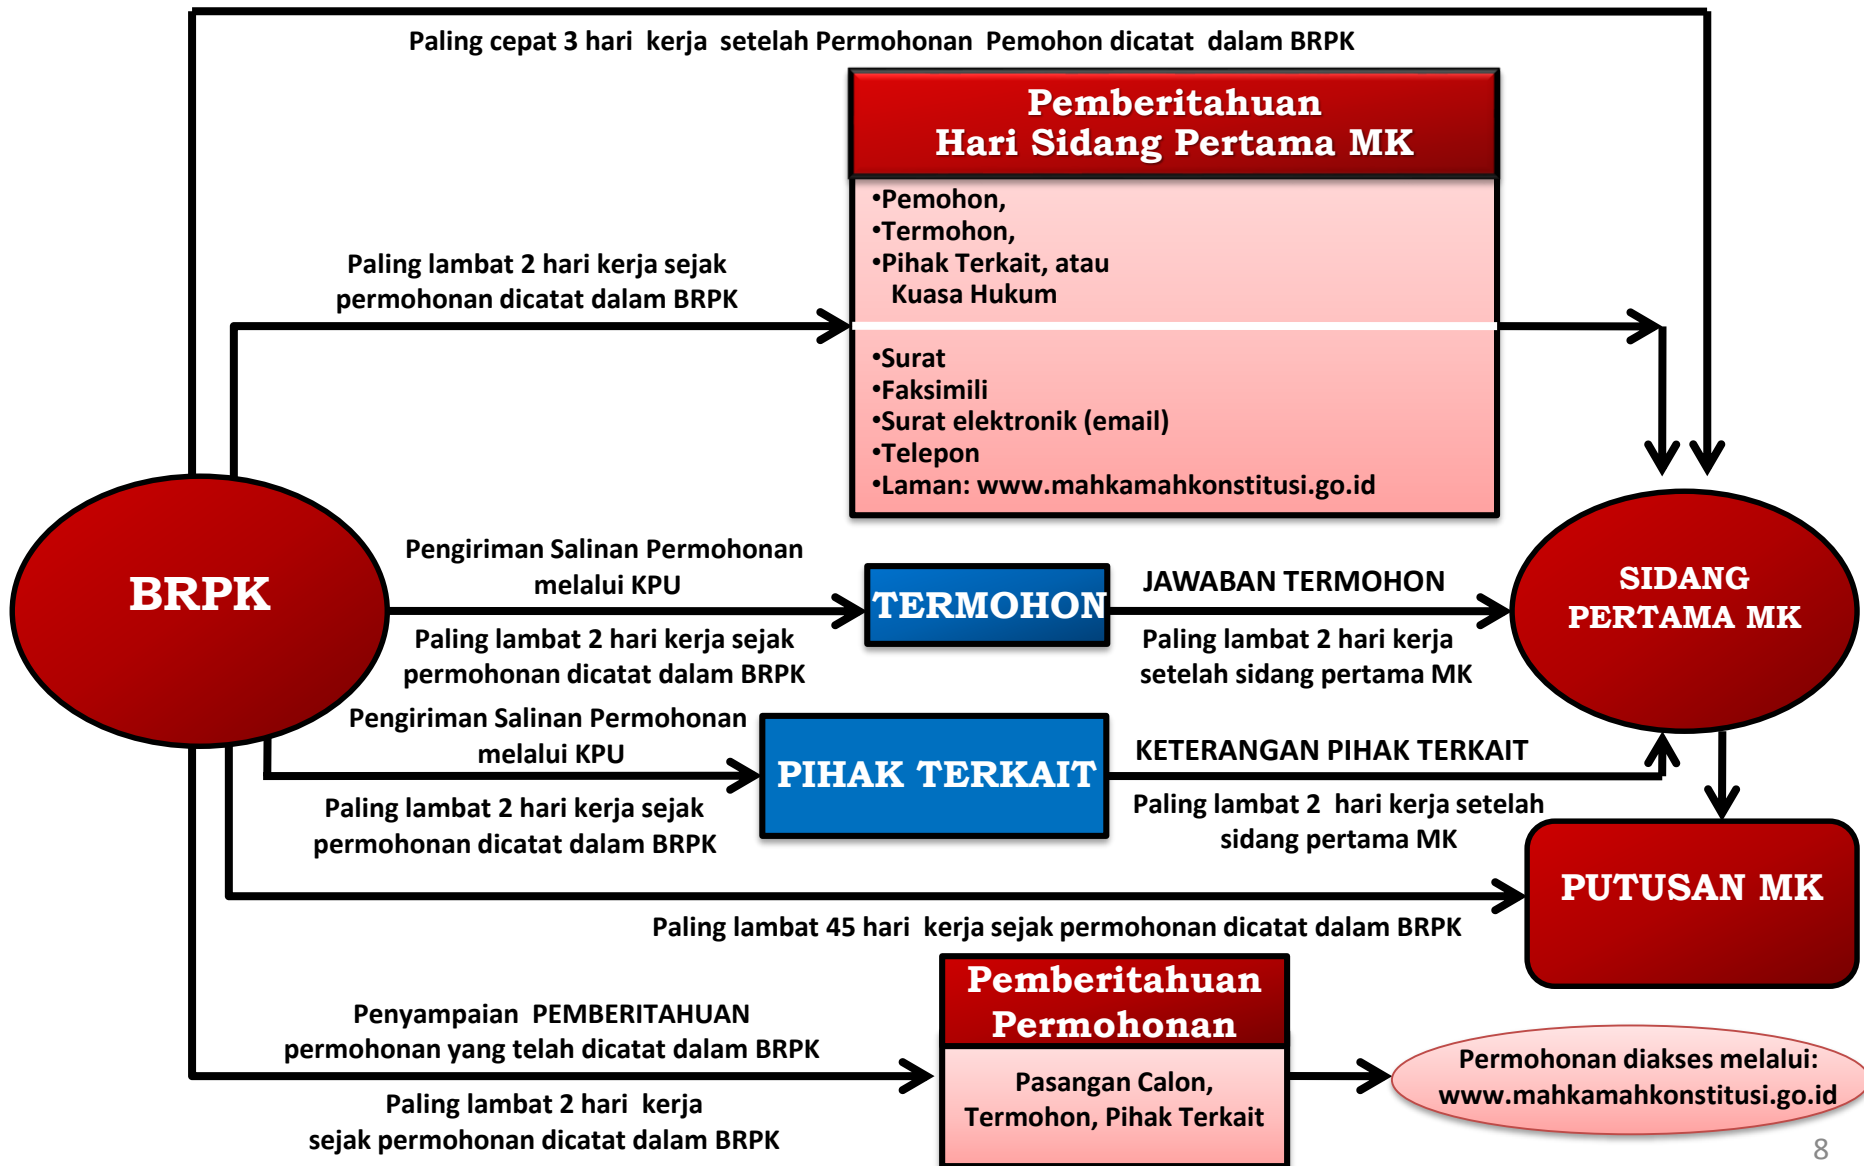 Paling cepat 3 hari kerja setelah Permohonan Pemohon dicatat dalam BRPK
Pemberitahuan
Hari Sidang Pertama MK
•Pemohon,
•Termohon,
•Pihak Terkait, atau
Kuasa Hukum
•Surat
•Faksimili
•Surat elektronik (email)
•Telepon
•Laman: www.mahkamahkonstitusi.go.id
Paling lambat 2 hari kerja sejak
permohonan dicatat dalam BRPK
BRPK
Pengiriman Salinan Permohonan
melalui KPU
Paling lambat 2 hari kerja sejak
permohonan dicatat dalam BRPK
TERMOHON
JAWABAN TERMOHON
Paling lambat 2 hari kerja
setelah sidang pertama MK
SIDANG
PERTAMA MK
Pengiriman Salinan Permohonan
melalui KPU
Paling lambat 2 hari kerja sejak
permohonan dicatat dalam BRPK
PIHAK TERKAIT
KETERANGAN PIHAK TERKAIT
Paling lambat 2 hari kerja setelah
sidang pertama MK
PUTUSAN MK
Paling lambat 45 hari kerja sejak permohonan dicatat dalam BRPK
Penyampaian PEMBERITAHUAN
permohonan yang telah dicatat dalam BRPK
Paling lambat 2 hari kerja
sejak permohonan dicatat dalam BRPK
Pemberitahuan
Permohonan
Pasangan Calon,
Termohon, Pihak Terkait
Permohonan diakses melalui:
www.mahkamahkonstitusi.go.id
8